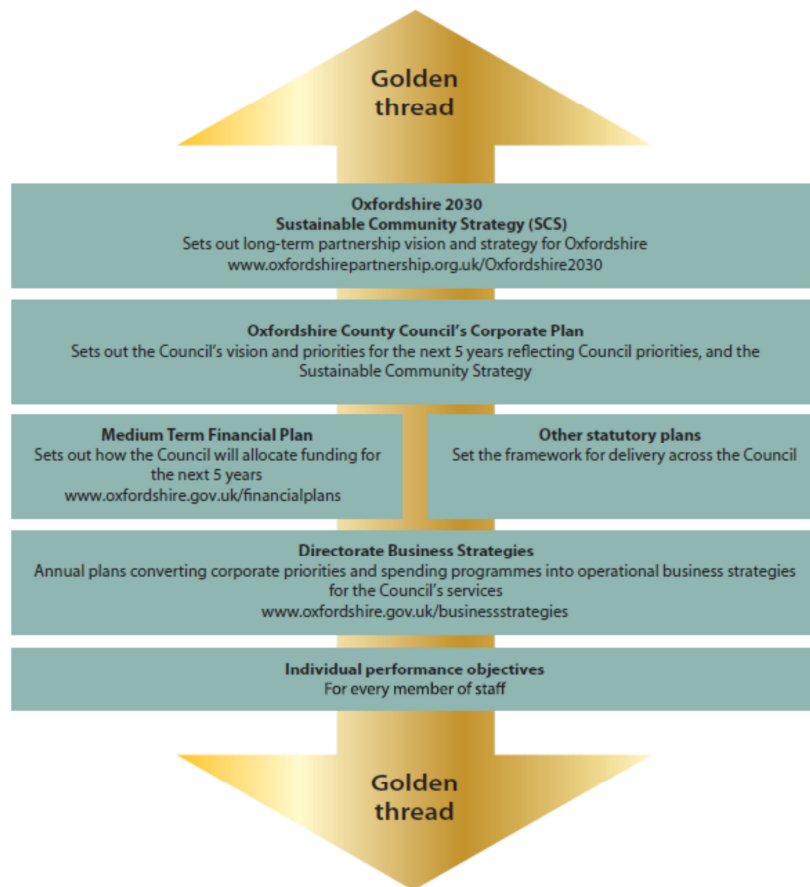 Golden
thread
Oxfordshire 2030
Sustainable Community Strategy (SCS)
Sets out long-term partnership vision and strategy for Oxfordshire
www.oxfordshirepartnership.org.uk/Oxfordshire2030
Oxfordshire County Council's Corporate Plan
Sets out the Council's vision and priorities for the next 5 years reflecting Council priorities, and the
Sustainable Community Strategy
Medium Term Financial Plan
Sets out how the Council will allocate funding for
the next 5 years
www.oxfordshire.gov.uk/financialplans
Other statutory plans
Set the framework for delivery across the Council
Directorate Business Strategies
Annual plans converting corporate priorities and spending programmes into operational business strategies
for the Council's services
www.oxfordshire.gov.uk/businessstrategies
Individual performance objectives
For every member of staff
Golden
thread